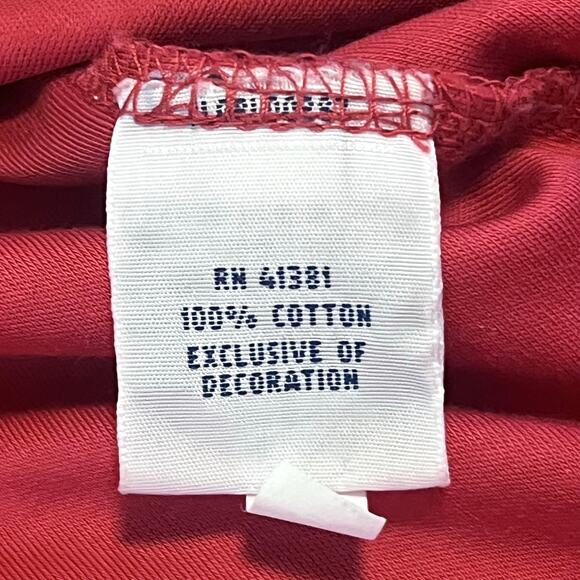 RN 41381
100% COTTON
EXCLUSIVE OF
DECORATION